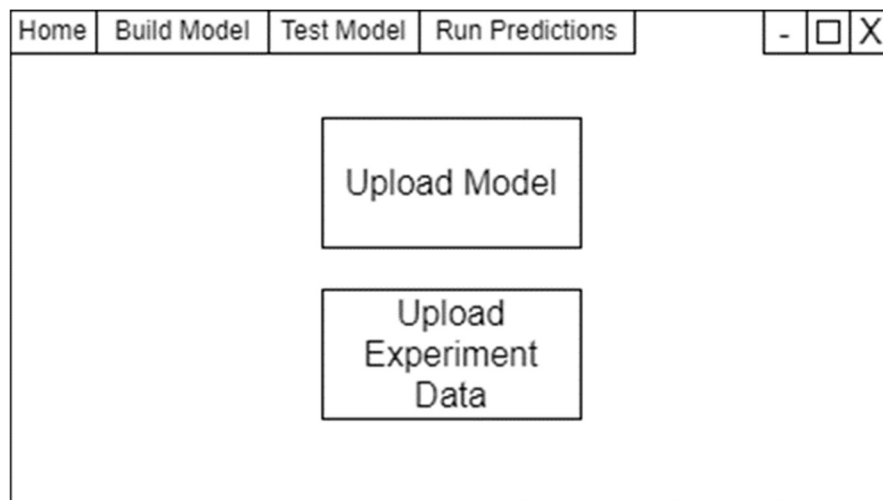 Home Build Model Test Model Run Predictions - □ X
Upload Model
Upload
Experiment
Data